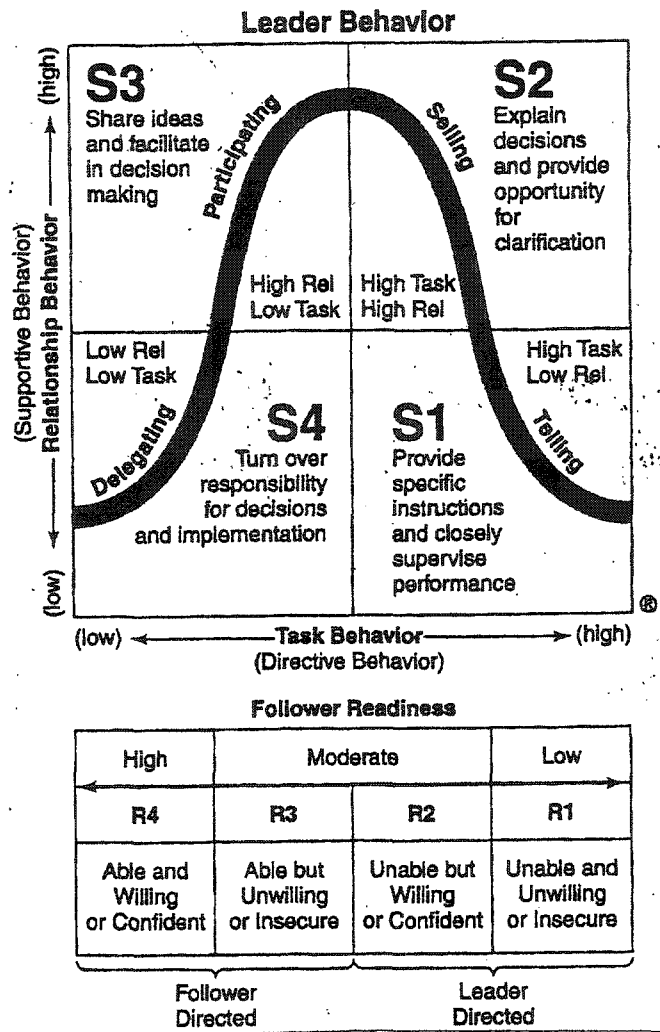 Leader Behavior
S3
Share ideas
and facilitate
in decision
making
Participating
Selling
S2
Explain
decisions
and provide
opportunity
for
clarification
(high)
(Supportive Behavior)
Relationship Behavior
(low)
High Rel
Low Task
High Task
High Rel
Low Rel
Low Task
High Task
Low Rel
Delegating
S4
Turn over
responsibility
for decisions
and implementation
S1
Provide
specific
instructions
and closely
supervise
performance
Telling
®
(low) Task Behavior (high)
(Directive Behavior)
Follower Readiness
High Moderate Low
R4 R3 R2 R1
Able and Able but Unable but Unable and
Willing Unwilling Willing Unwilling
or Confident or Insecure or Confident or Insecure
Follower Leader
Directed Directed